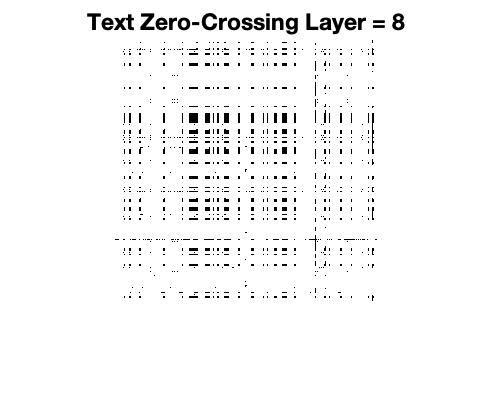 Text Zero-Crossing Layer = 8